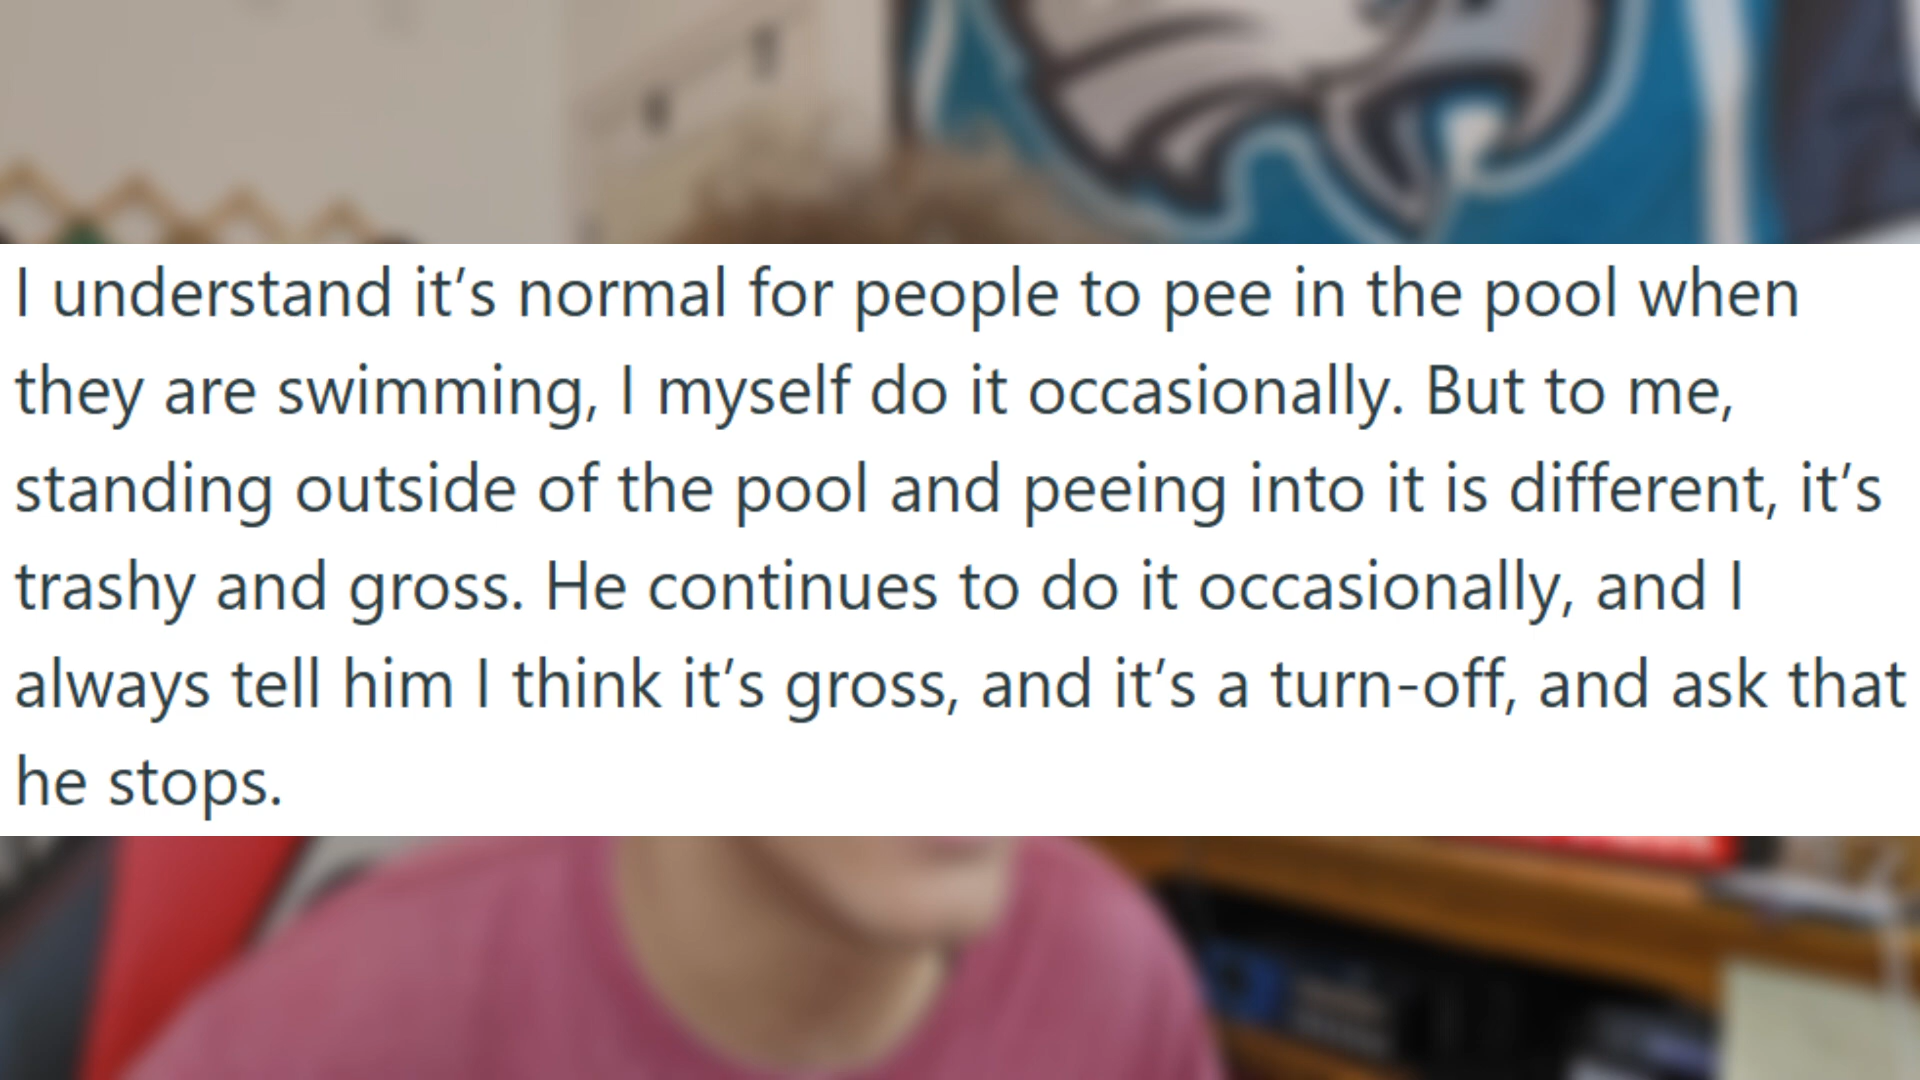 I understand it’s normal for people to pee in the pool when
they are swimming, I myself do it occasionally. But to me,
standing outside of the pool and peeing into it is different, it’s
trashy and gross. He continues to do it occasionally, and I
always tell him I think it’s gross, and it’s a turn-off, and ask that
he stops.